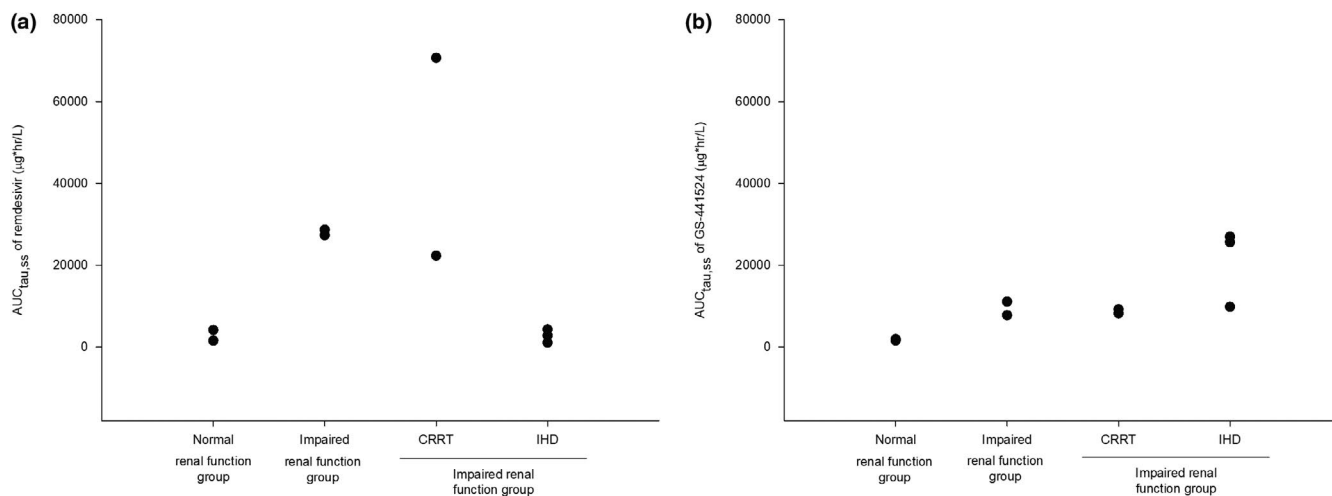 (a)
AUCtau,ss of remdesivir (µg*hr/L)
80000
60000
40000
20000
0
Normal
renal function
group
Impaired
renal function
group
CRRT
IHD
Impaired renal
function group
(b)
AUCtau,ss of GS-441524 (µg*hr/L)
80000
60000
40000
20000
0
Normal
renal function
group
Impaired
renal function
group
CRRT
IHD
Impaired renal
function group